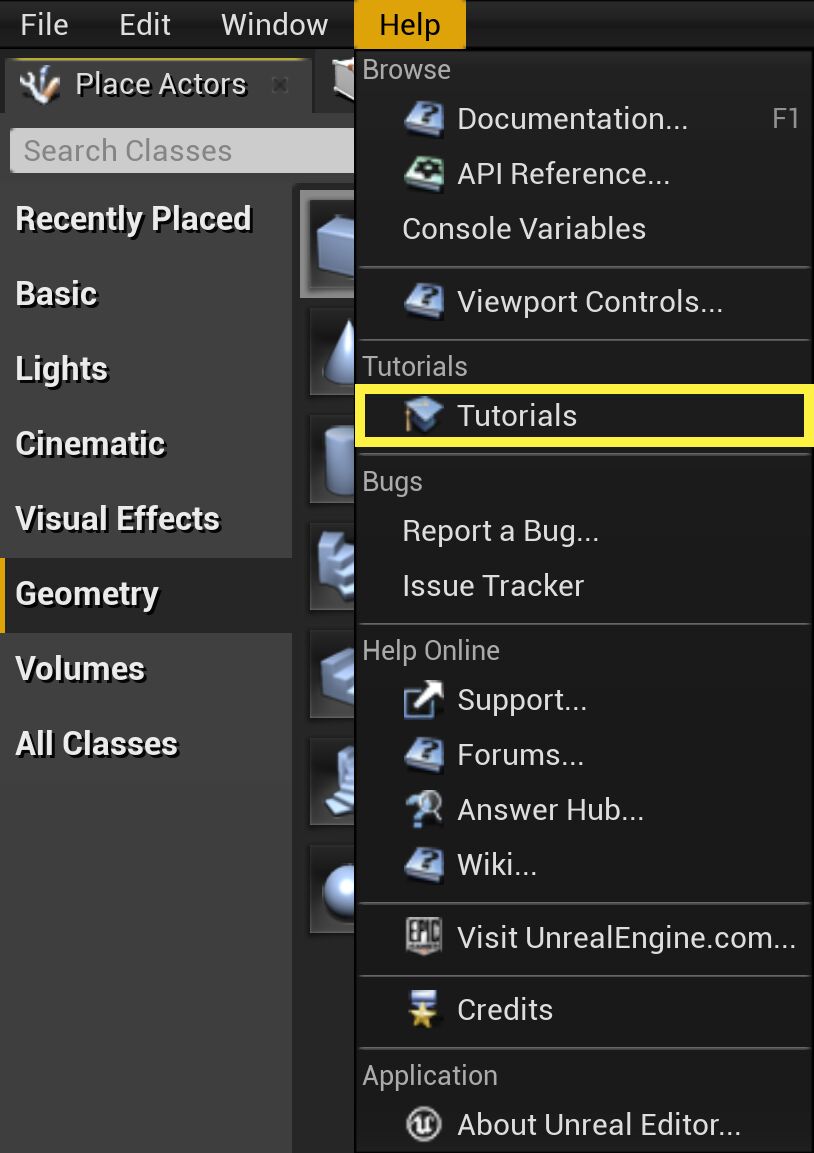 File Edit Window Help
Place Actors
Search Classes
Recently Placed
Basic
Lights
Cinematic
Visual Effects
Geometry
Volumes
All Classes
Browse
Documentation... F1
API Reference...
Console Variables
Viewport Controls...
Tutorials
Tutorials
Bugs
Report a Bug...
Issue Tracker
Help Online
Support...
Forums...
Answer Hub...
Wiki...
EPIC
Visit UnrealEngine.com...
Credits
Application
About Unreal Editor...